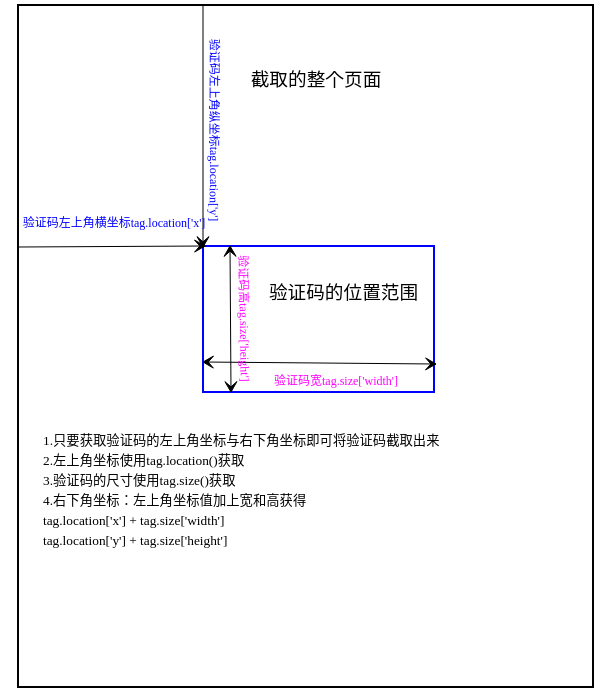 截取的整个页面
验证码左上角纵坐标tag.location['y']
验证码左上角横坐标tag.location['x']
验证码的位置范围
验证码高tag.size['height']
验证码宽tag.size['width']
1.只要获取验证码的左上角坐标与右下角坐标即可将验证码截取出来
2.左上角坐标使用tag.location()获取
3.验证码的尺寸使用tag.size()获取
4.右下角坐标：左上角坐标值加上宽和高获得
tag.location['x'] + tag.size['width']
tag.location['y'] + tag.size['height']